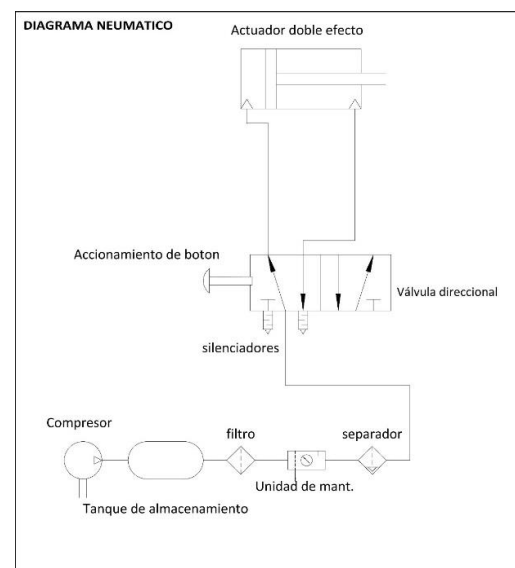 DIAGRAMA NEUMATICO
Actuador doble efecto
Accionamiento de boton
Válvula direccional
silenciadores
Compresor
filtro
separador
Unidad de mant.
Tanque de almacenamiento